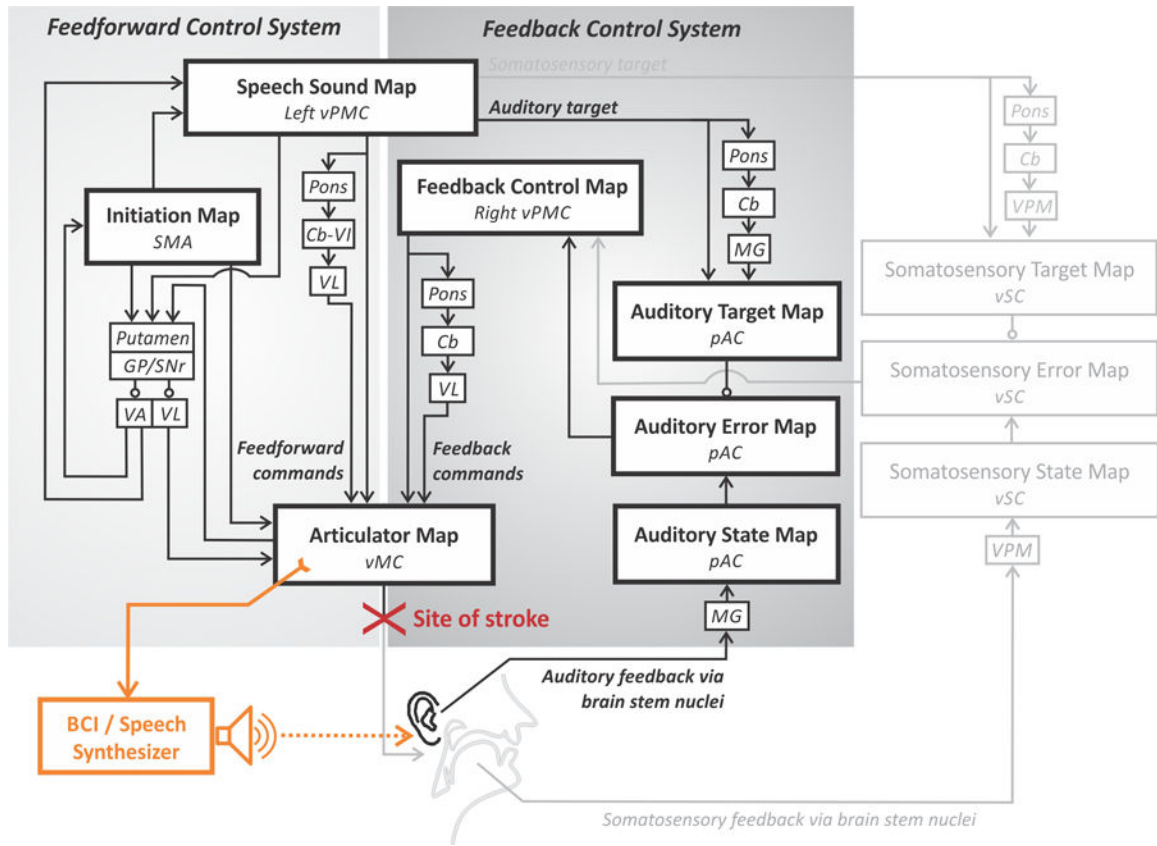 Feedforward Control System
Feedback Control System
Speech Sound Map
Left vPMC
Somatosensory target
Auditory target
Pons
Cb
VPM
Pons
Cb
MG
Pons
Cb-VI
VL
Feedback Control Map
Right vPMC
Initiation Map
SMA
Pons
Cb
VL
Putamen
GP/SNr
VA
VL
Auditory Target Map
pAC
Somatosensory Target Map
vSC
Auditory Error Map
pAC
Somatosensory Error Map
vSC
Feedforward
commands
Feedback
commands
Somatosensory State Map
vSC
Articulator Map
vMC
Auditory State Map
pAC
VPM
MG
Site of stroke
Auditory feedback via
brain stem nuclei
BCI / Speech
Synthesizer
Somatosensory feedback via brain stem nuclei